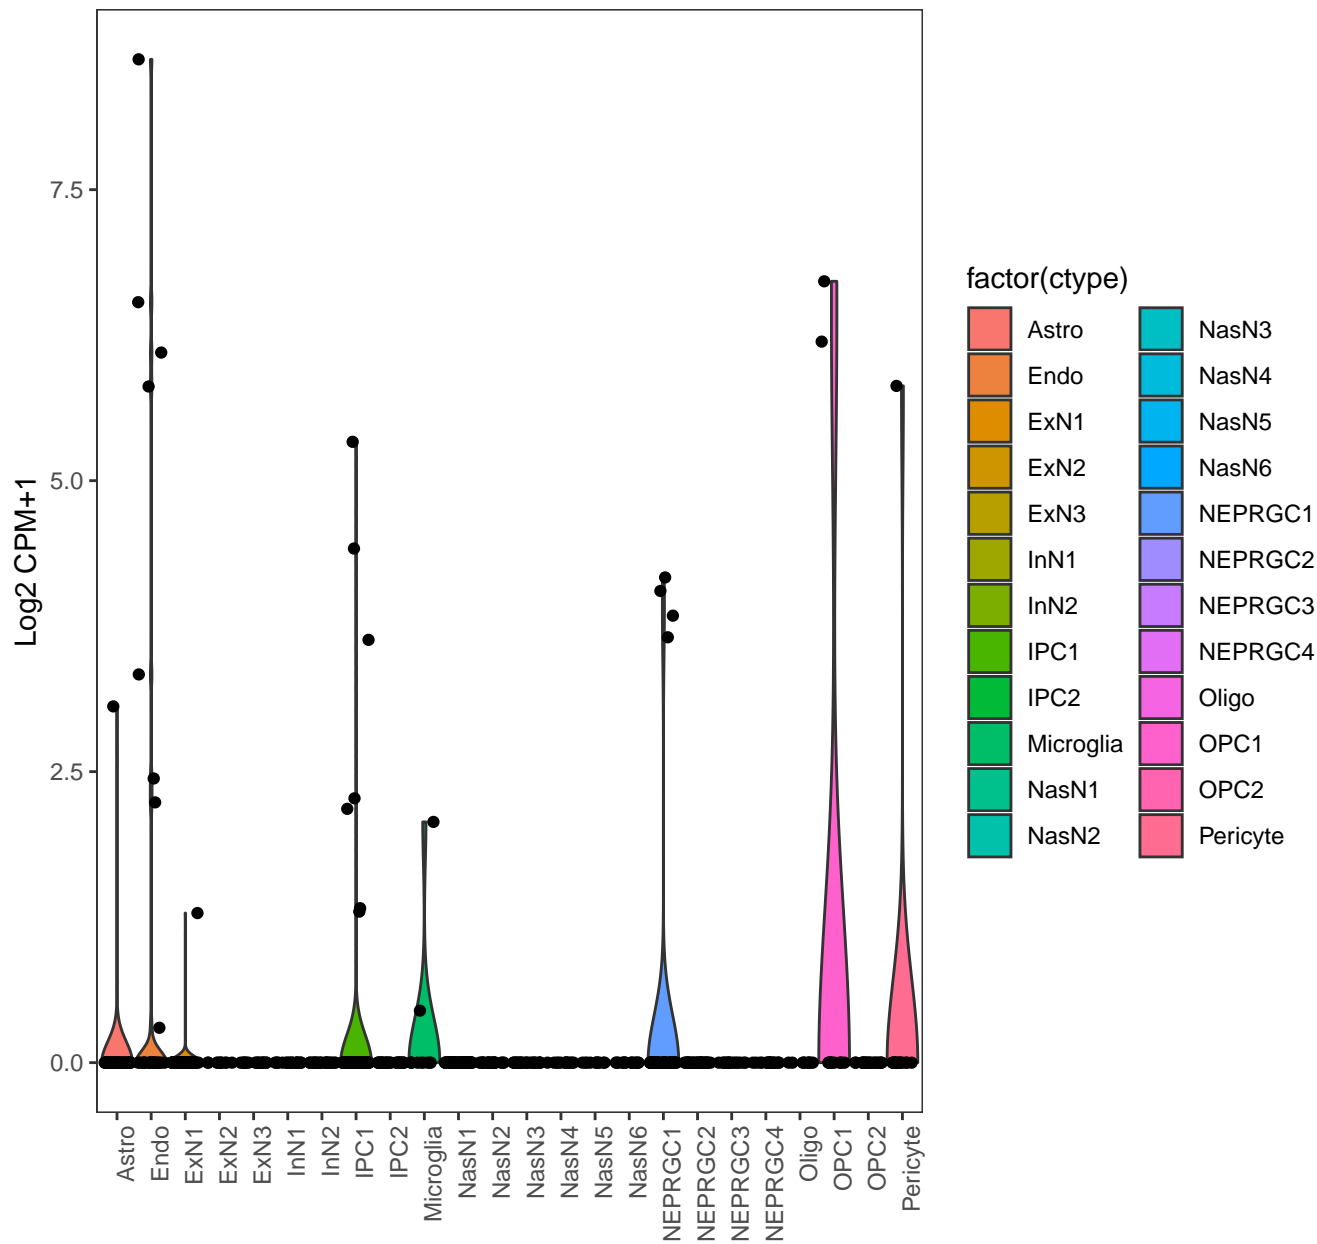 Log2 CPM+1
7.5
5.0
2.5
0.0
Astro
Endo
ExN1
ExN2
ExN3
InN1
InN2
IPC1
IPC2
Microglia
NasN1
NasN2
NasN3
NasN4
NasN5
NasN6
NEPRGC1
NEPRGC2
NEPRGC3
NEPRGC4
Oligo
OPC1
OPC2
Pericyte
factor(ctype)
Astro
Endo
ExN1
ExN2
ExN3
InN1
InN2
IPC1
IPC2
Microglia
NasN1
NasN2
NasN3
NasN4
NasN5
NasN6
NEPRGC1
NEPRGC2
NEPRGC3
NEPRGC4
Oligo
OPC1
OPC2
Pericyte